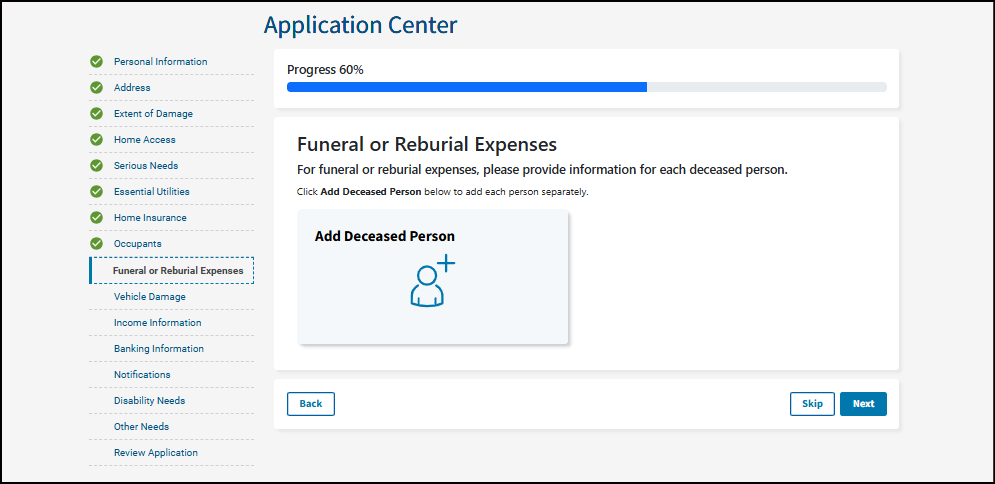 Application Center
Personal Information
Address
Extent of Damage
Home Access
Serious Needs
Essential Utilities
Home Insurance
Occupants
Funeral or Reburial Expenses
Vehicle Damage
Income Information
Banking Information
Notifications
Disability Needs
Other Needs
Review Application
Progress 60%
Funeral or Reburial Expenses
For funeral or reburial expenses, please provide information for each deceased person.
Click Add Deceased Person below to add each person separately.
Add Deceased Person
Back
Skip
Next